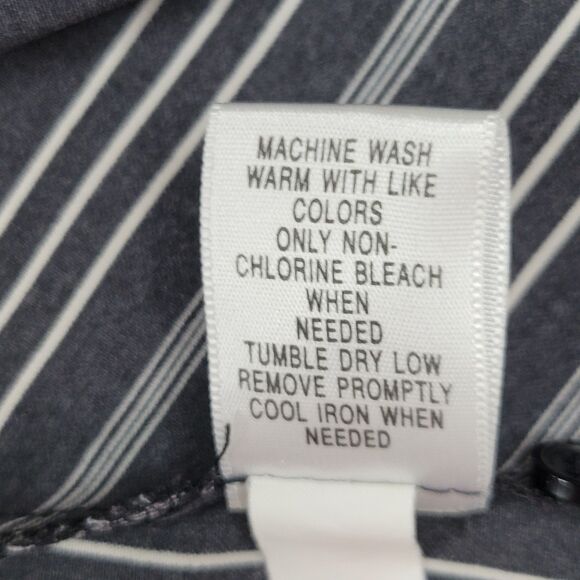 MACHINE WASH
WARM WITH LIKE
COLORS
ONLY NON-
CHLORINE BLEACH
WHEN
NEEDED
TUMBLE DRY LOW
REMOVE PROMPTLY
COOL IRON WHEN
NEEDED